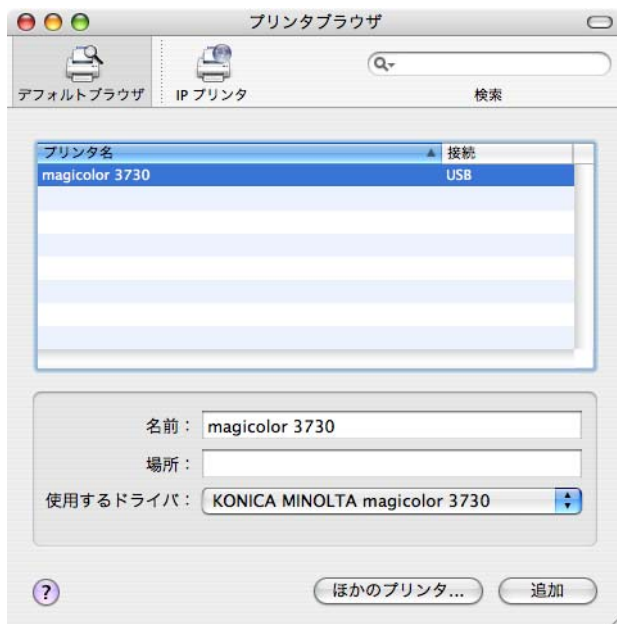 プリンタブラウザ
デフォルトブラウザ
IP プリンタ
検索
プリンタ名 接続
magicolor 3730 USB
名前： magicolor 3730
場所：
使用するドライバ： KONICA MINOLTA magicolor 3730
? ほかのプリンタ... 追加